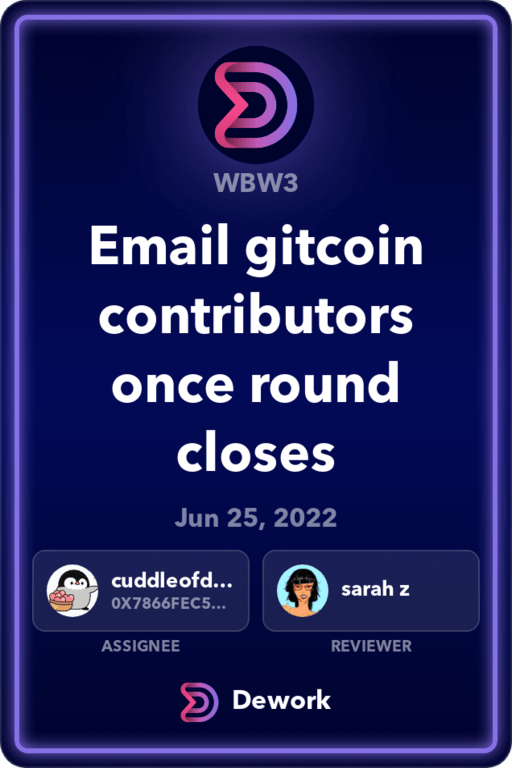 WBW3
Email gitcoin
contributors
once round
closes
Jun 25, 2022
cuddleofd...
0X7866FEC5...
sarah z
ASSIGNEE
REVIEWER
Dework